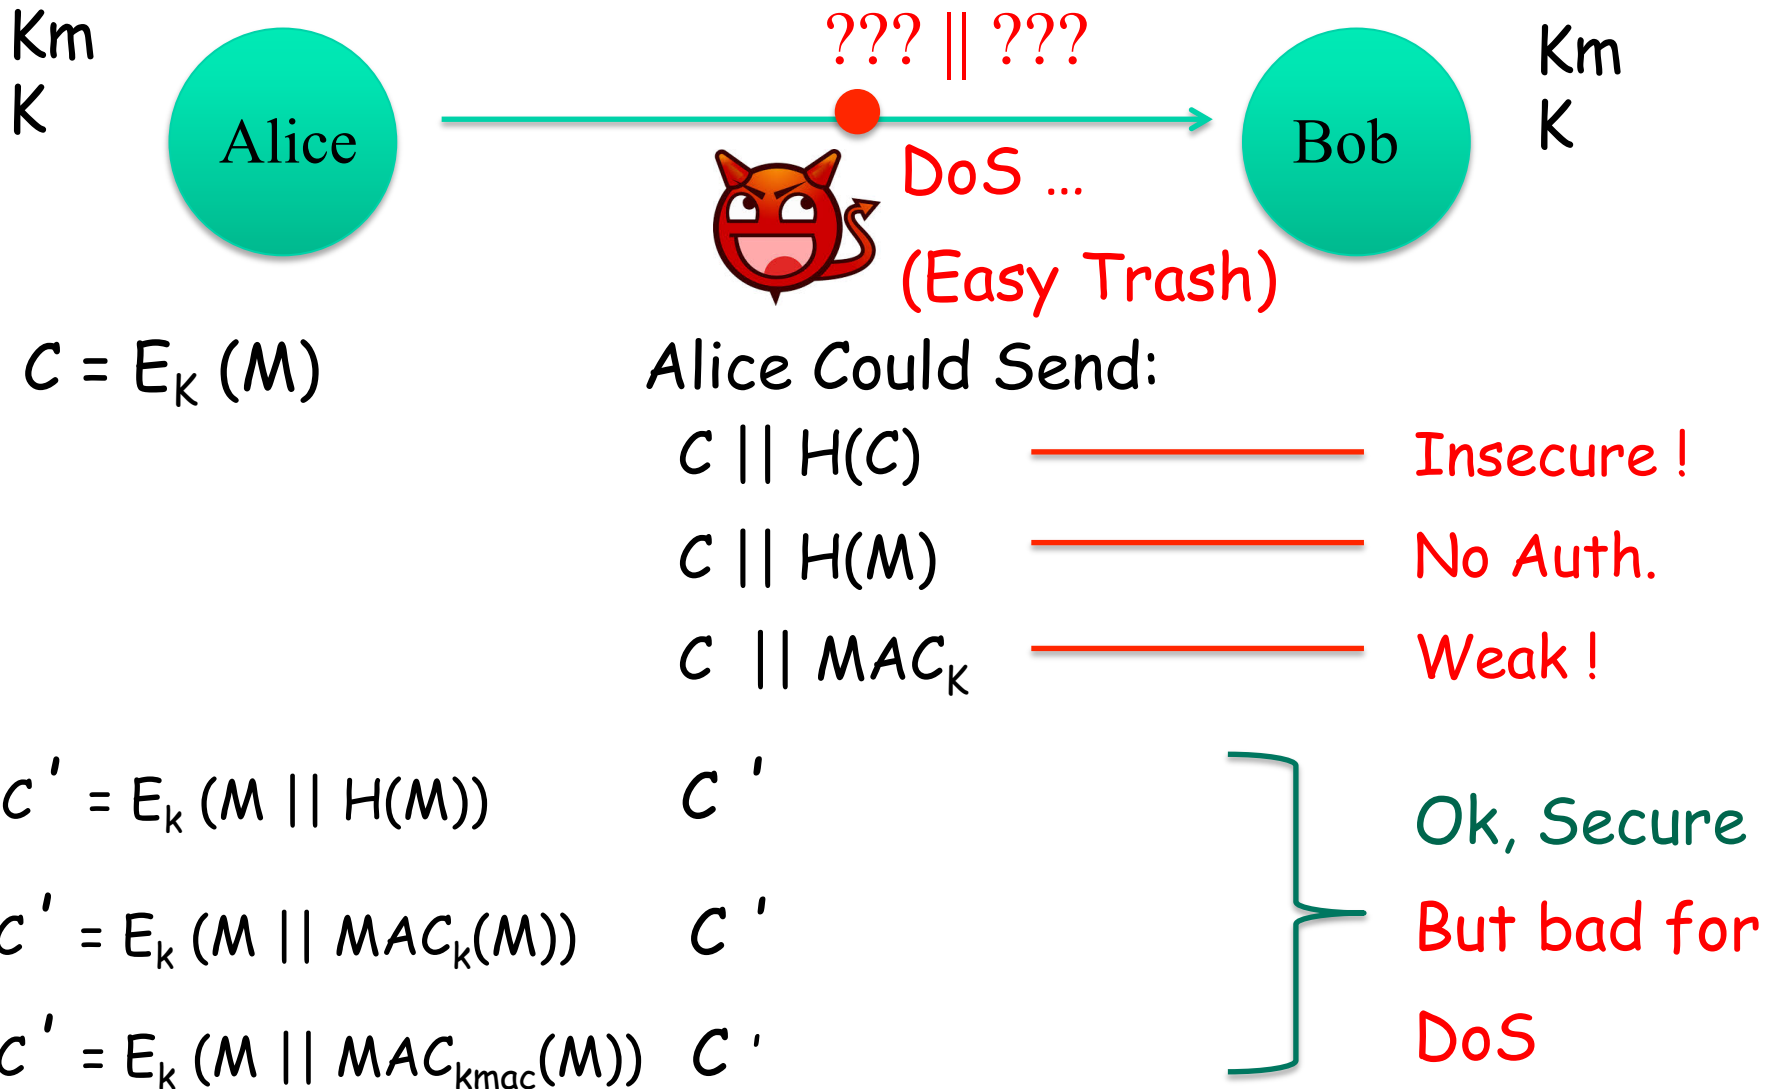 Km
K
Alice
??? || ???
DoS ...
(Easy Trash)
Bob
Km
K
C = EK (M)
Alice Could Send:
C || H(C)
Insecure !
C || H(M)
No Auth.
C || MACK
Weak !
C ' = Ek (M || H(M))
C '
C ' = Ek (M || MACk(M))
C '
C ' = Ek (M || MACkmac(M))
C '
Ok, Secure
But bad for
DoS